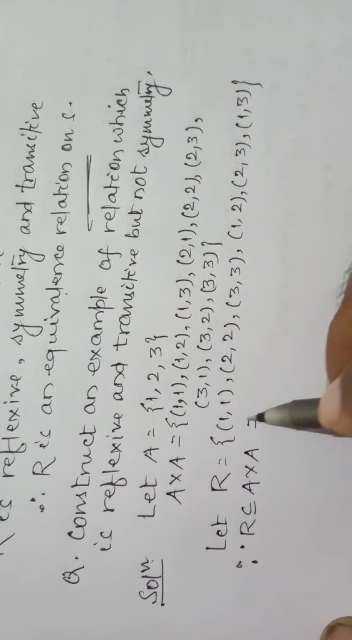 is reflexive, symmetry and transitive
∴ R is an equivalence relation on S.
Q. Construct an example of relation which
is reflexive and transitive but not symmetry.
Soln. Let A = {1, 2, 3}
A×A = {(1,1), (1,2), (1,3), (2,1), (2,2), (2,3),
(3,1), (3,2), (3,3)}
Let R = {(1,1), (2,2), (3,3), (1,2), (2,3), (1,3)}
∴ R ⊆ A×A